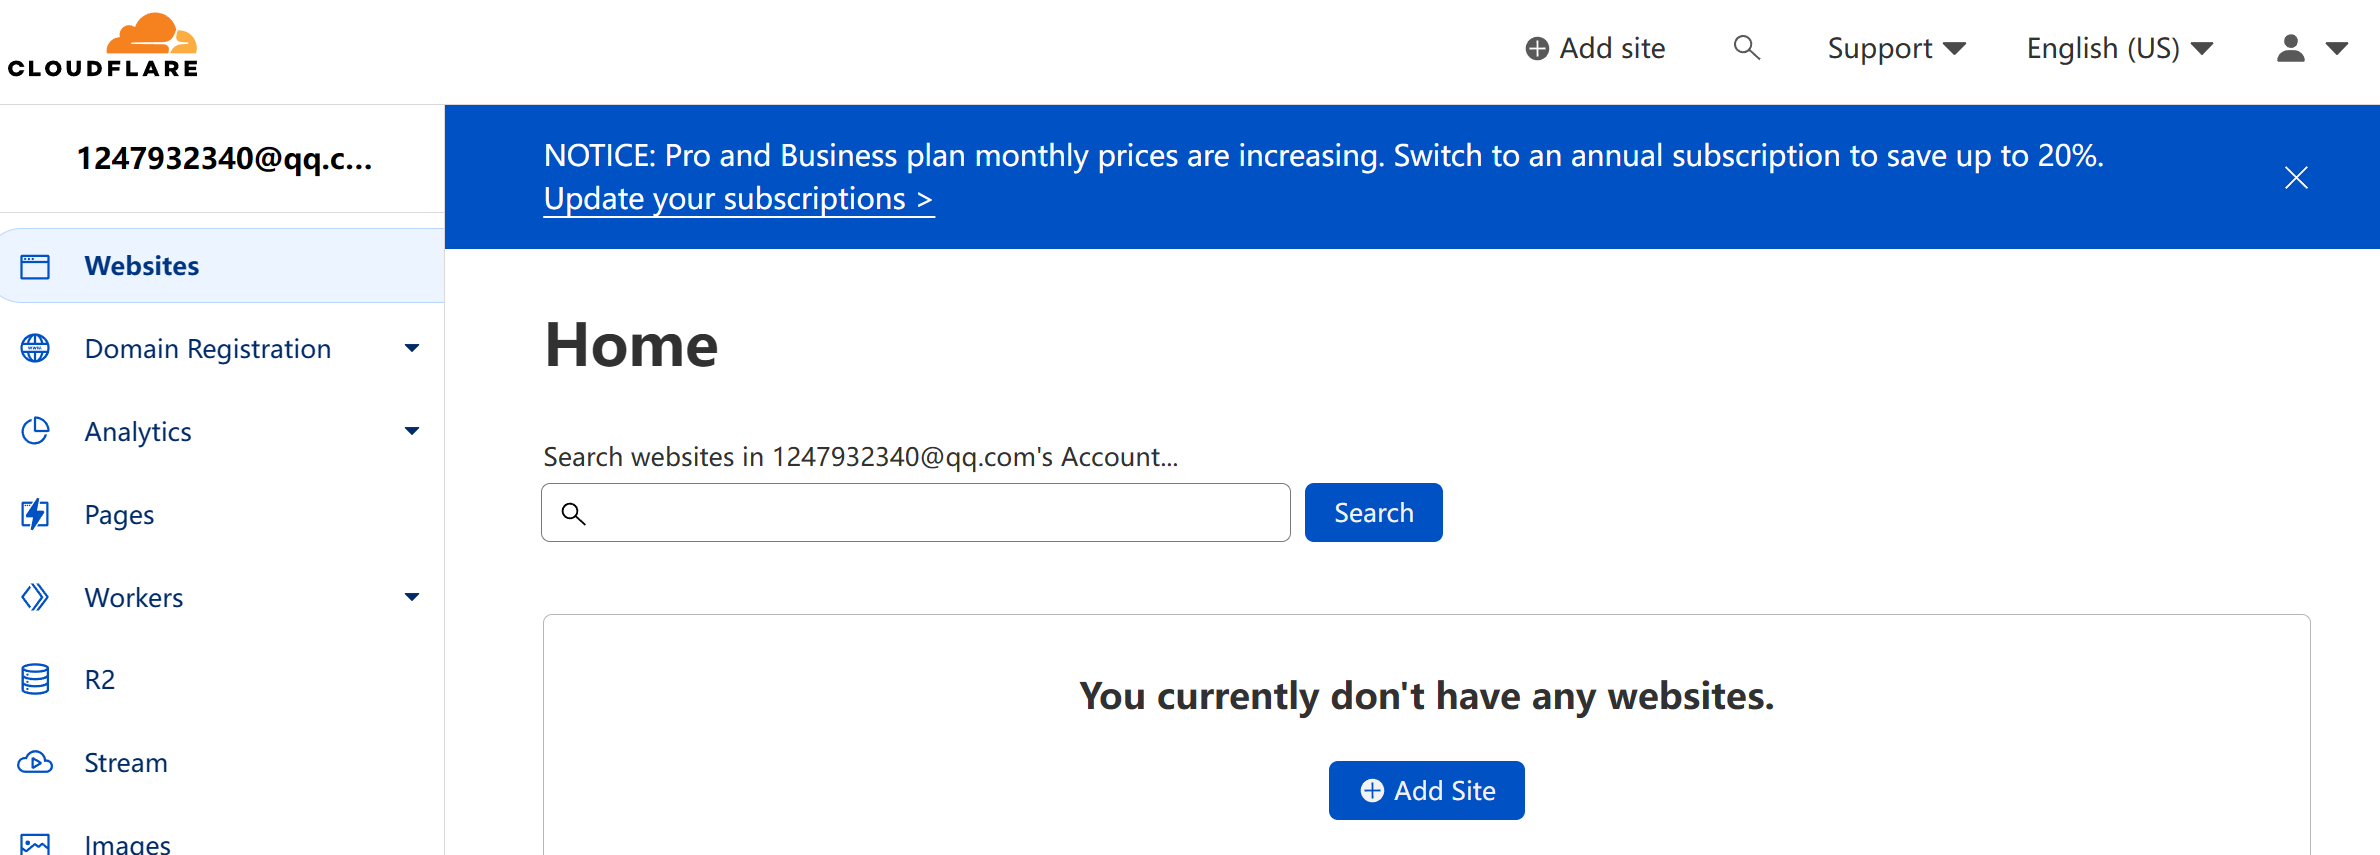 CLOUDFLARE
Add site
Support
English (US)
1247932340@qq.c...
NOTICE: Pro and Business plan monthly prices are increasing. Switch to an annual subscription to save up to 20%.
Update your subscriptions >
Websites
Domain Registration
Analytics
Pages
Workers
R2
Stream
Images
Home
Search websites in 1247932340@qq.com's Account...
Search
You currently don't have any websites.
Add Site